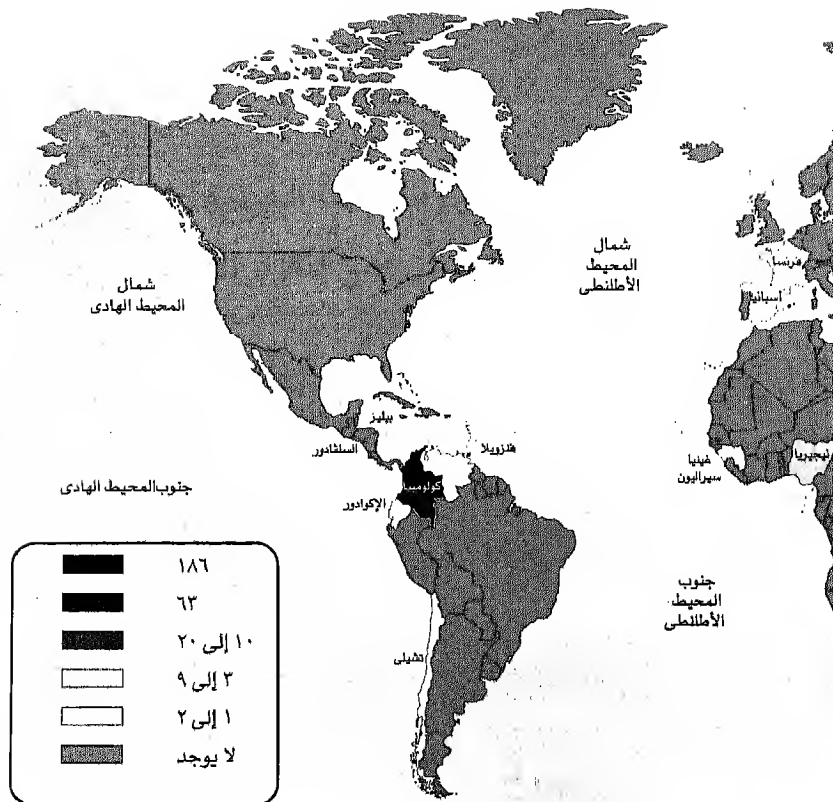 شمال
المحيط
الأطلنطى
فرنسا
أسبانيا
شمال
المحيط الهادى
بيليز
السلفادور
فنزويلا
غينيا
سيراليون
نيجيريا
كولومبيا
جنوب المحيط الهادى
الإكوادور
جنوب
المحيط
الأطلنطى
تشيلى
١٨٦
٦٣
١٠ إلى ٢٠
٣ إلى ٩
١ إلى ٢
لا يوجد